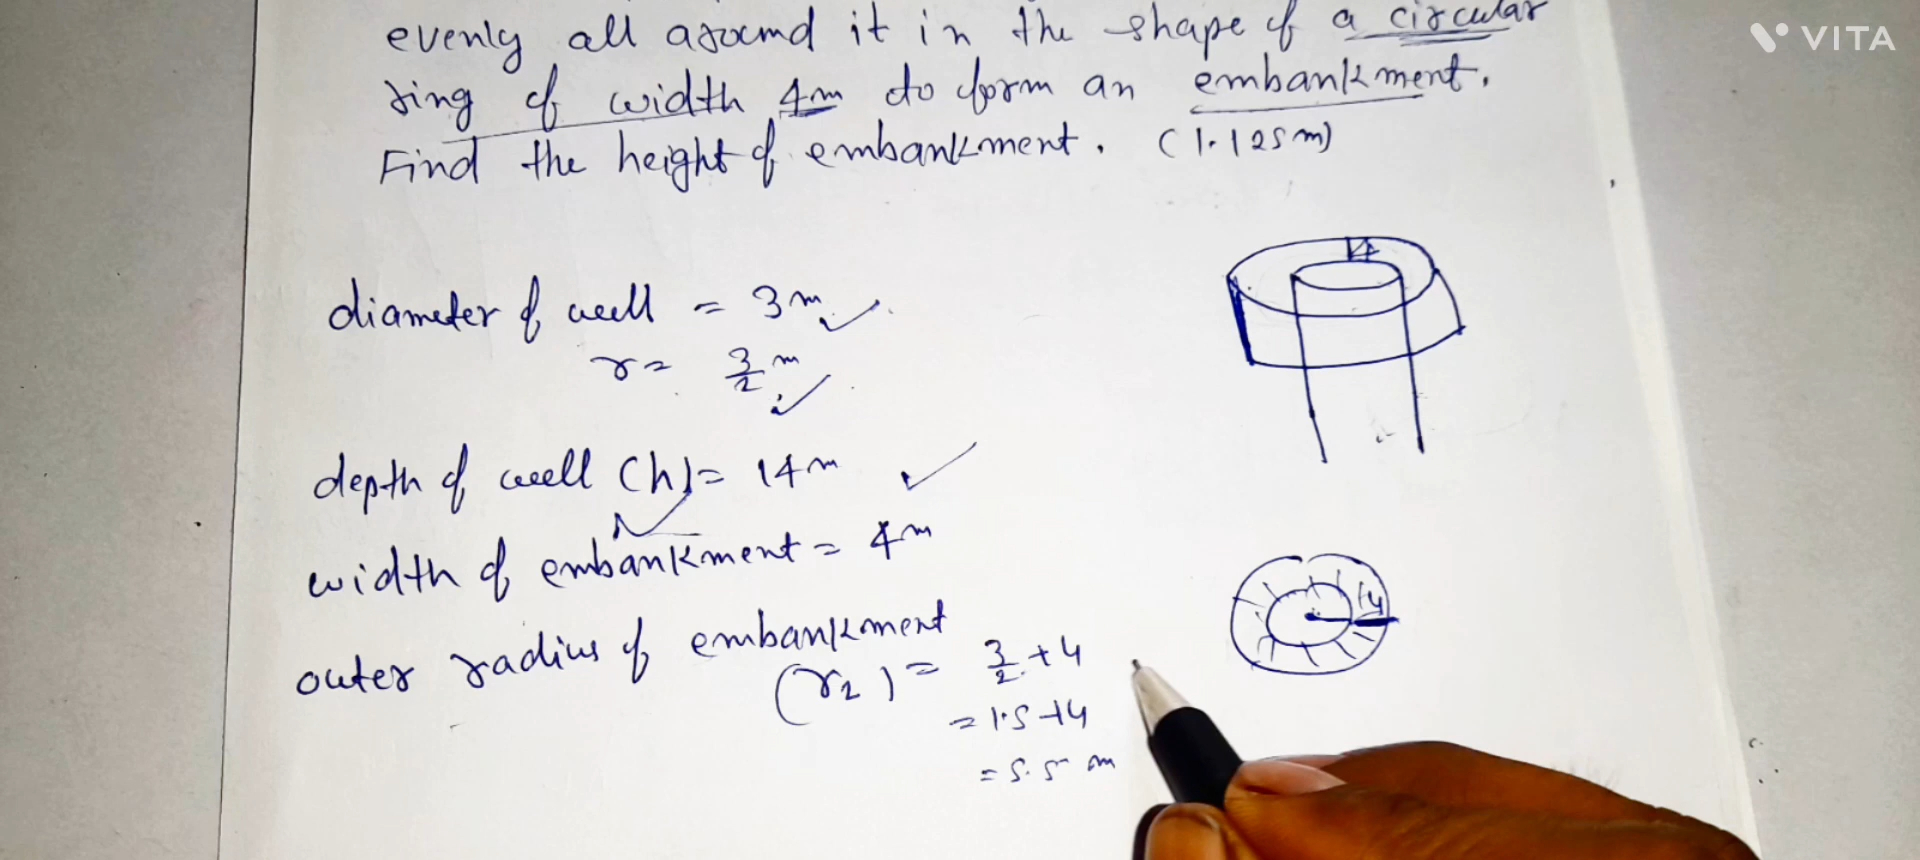 evenly all around it in the shape of a circular
VITA
ring of width 4m to form an embankment.
Find the height of embankment. (1.125m)
4
diameter of well = 3m
r = 3/2 m
depth of well (h) = 14m
width of embankment = 4m
4
outer radius of embankment
(r2) = 3/2 + 4
= 1.5 + 4
= 5.5 m